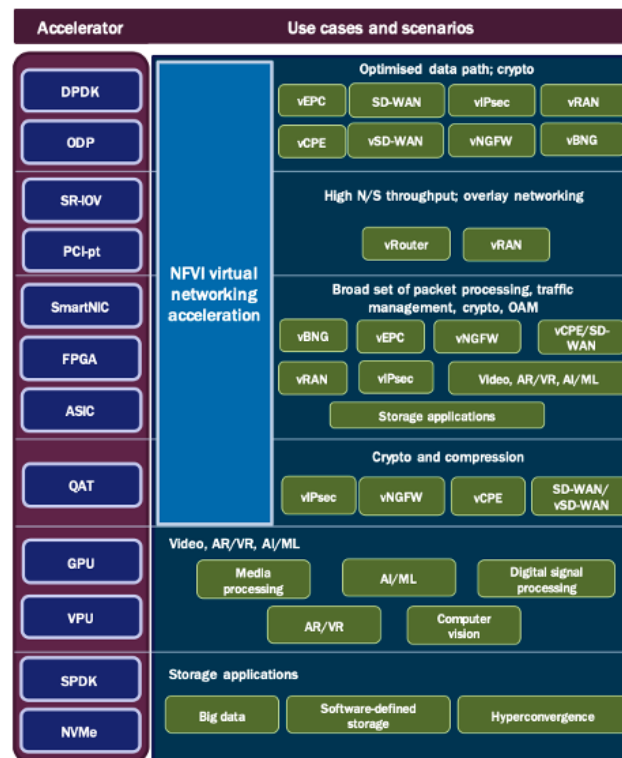 Accelerator
Use cases and scenarios
DPDK
ODP
SR-IOV
PCI-pt
SmartNIC
FPGA
ASIC
QAT
GPU
VPU
SPDK
NVMe
NFVI virtual
networking
acceleration
Optimised data path; crypto
vEPC
SD-WAN
vIPsec
vRAN
vCPE
vSD-WAN
vNGFW
vBNG
High N/S throughput; overlay networking
vRouter
vRAN
Broad set of packet processing, traffic
management, crypto, OAM
vBNG
vEPC
vNGFW
vCPE/SD-
WAN
vRAN
vIPsec
Video, AR/VR, AI/ML
Storage applications
Crypto and compression
vIPsec
vNGFW
vCPE
SD-WAN/
vSD-WAN
Video, AR/VR, AI/ML
Media
processing
AI/ML
Digital signal
processing
AR/VR
Computer
vision
Storage applications
Big data
Software-defined
storage
Hyperconvergence